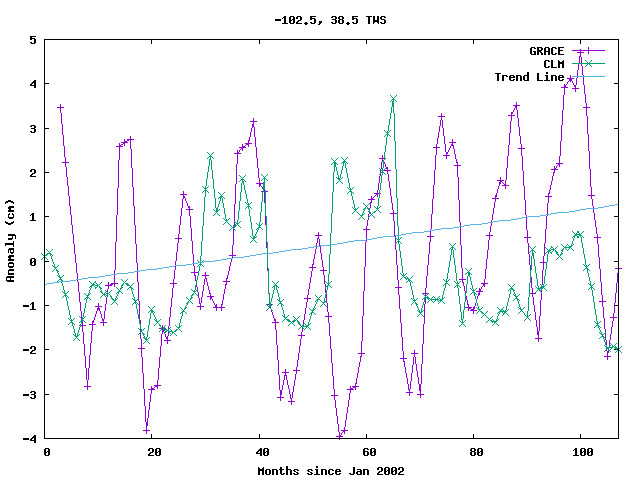 -102.5, 38.5 TWS
GRACE
CLM
Trend Line
5
4
3
2
1
0
-1
-2
-3
-4
Anomaly (cm)
0 20 40 60 80 100
Months since Jan 2002